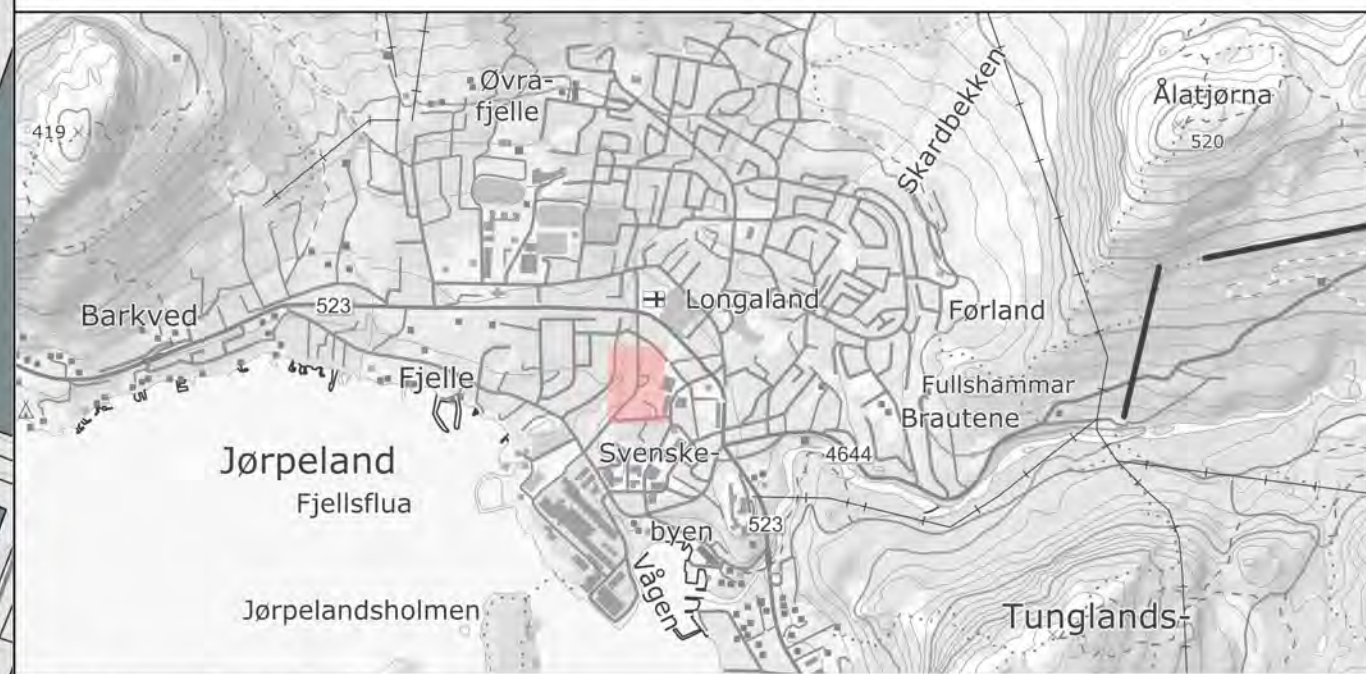 Øvra-
fjelle
Skardbekken
Ålatjørna
520
419
Barkved
523
Longaland
Førland
Fjelle
Fullshammar
Brautene
Jørpeland
Svenske-
4644
Fjellsflua
byen
523
Vågen
Jørpelandsholmen
Tunglands-